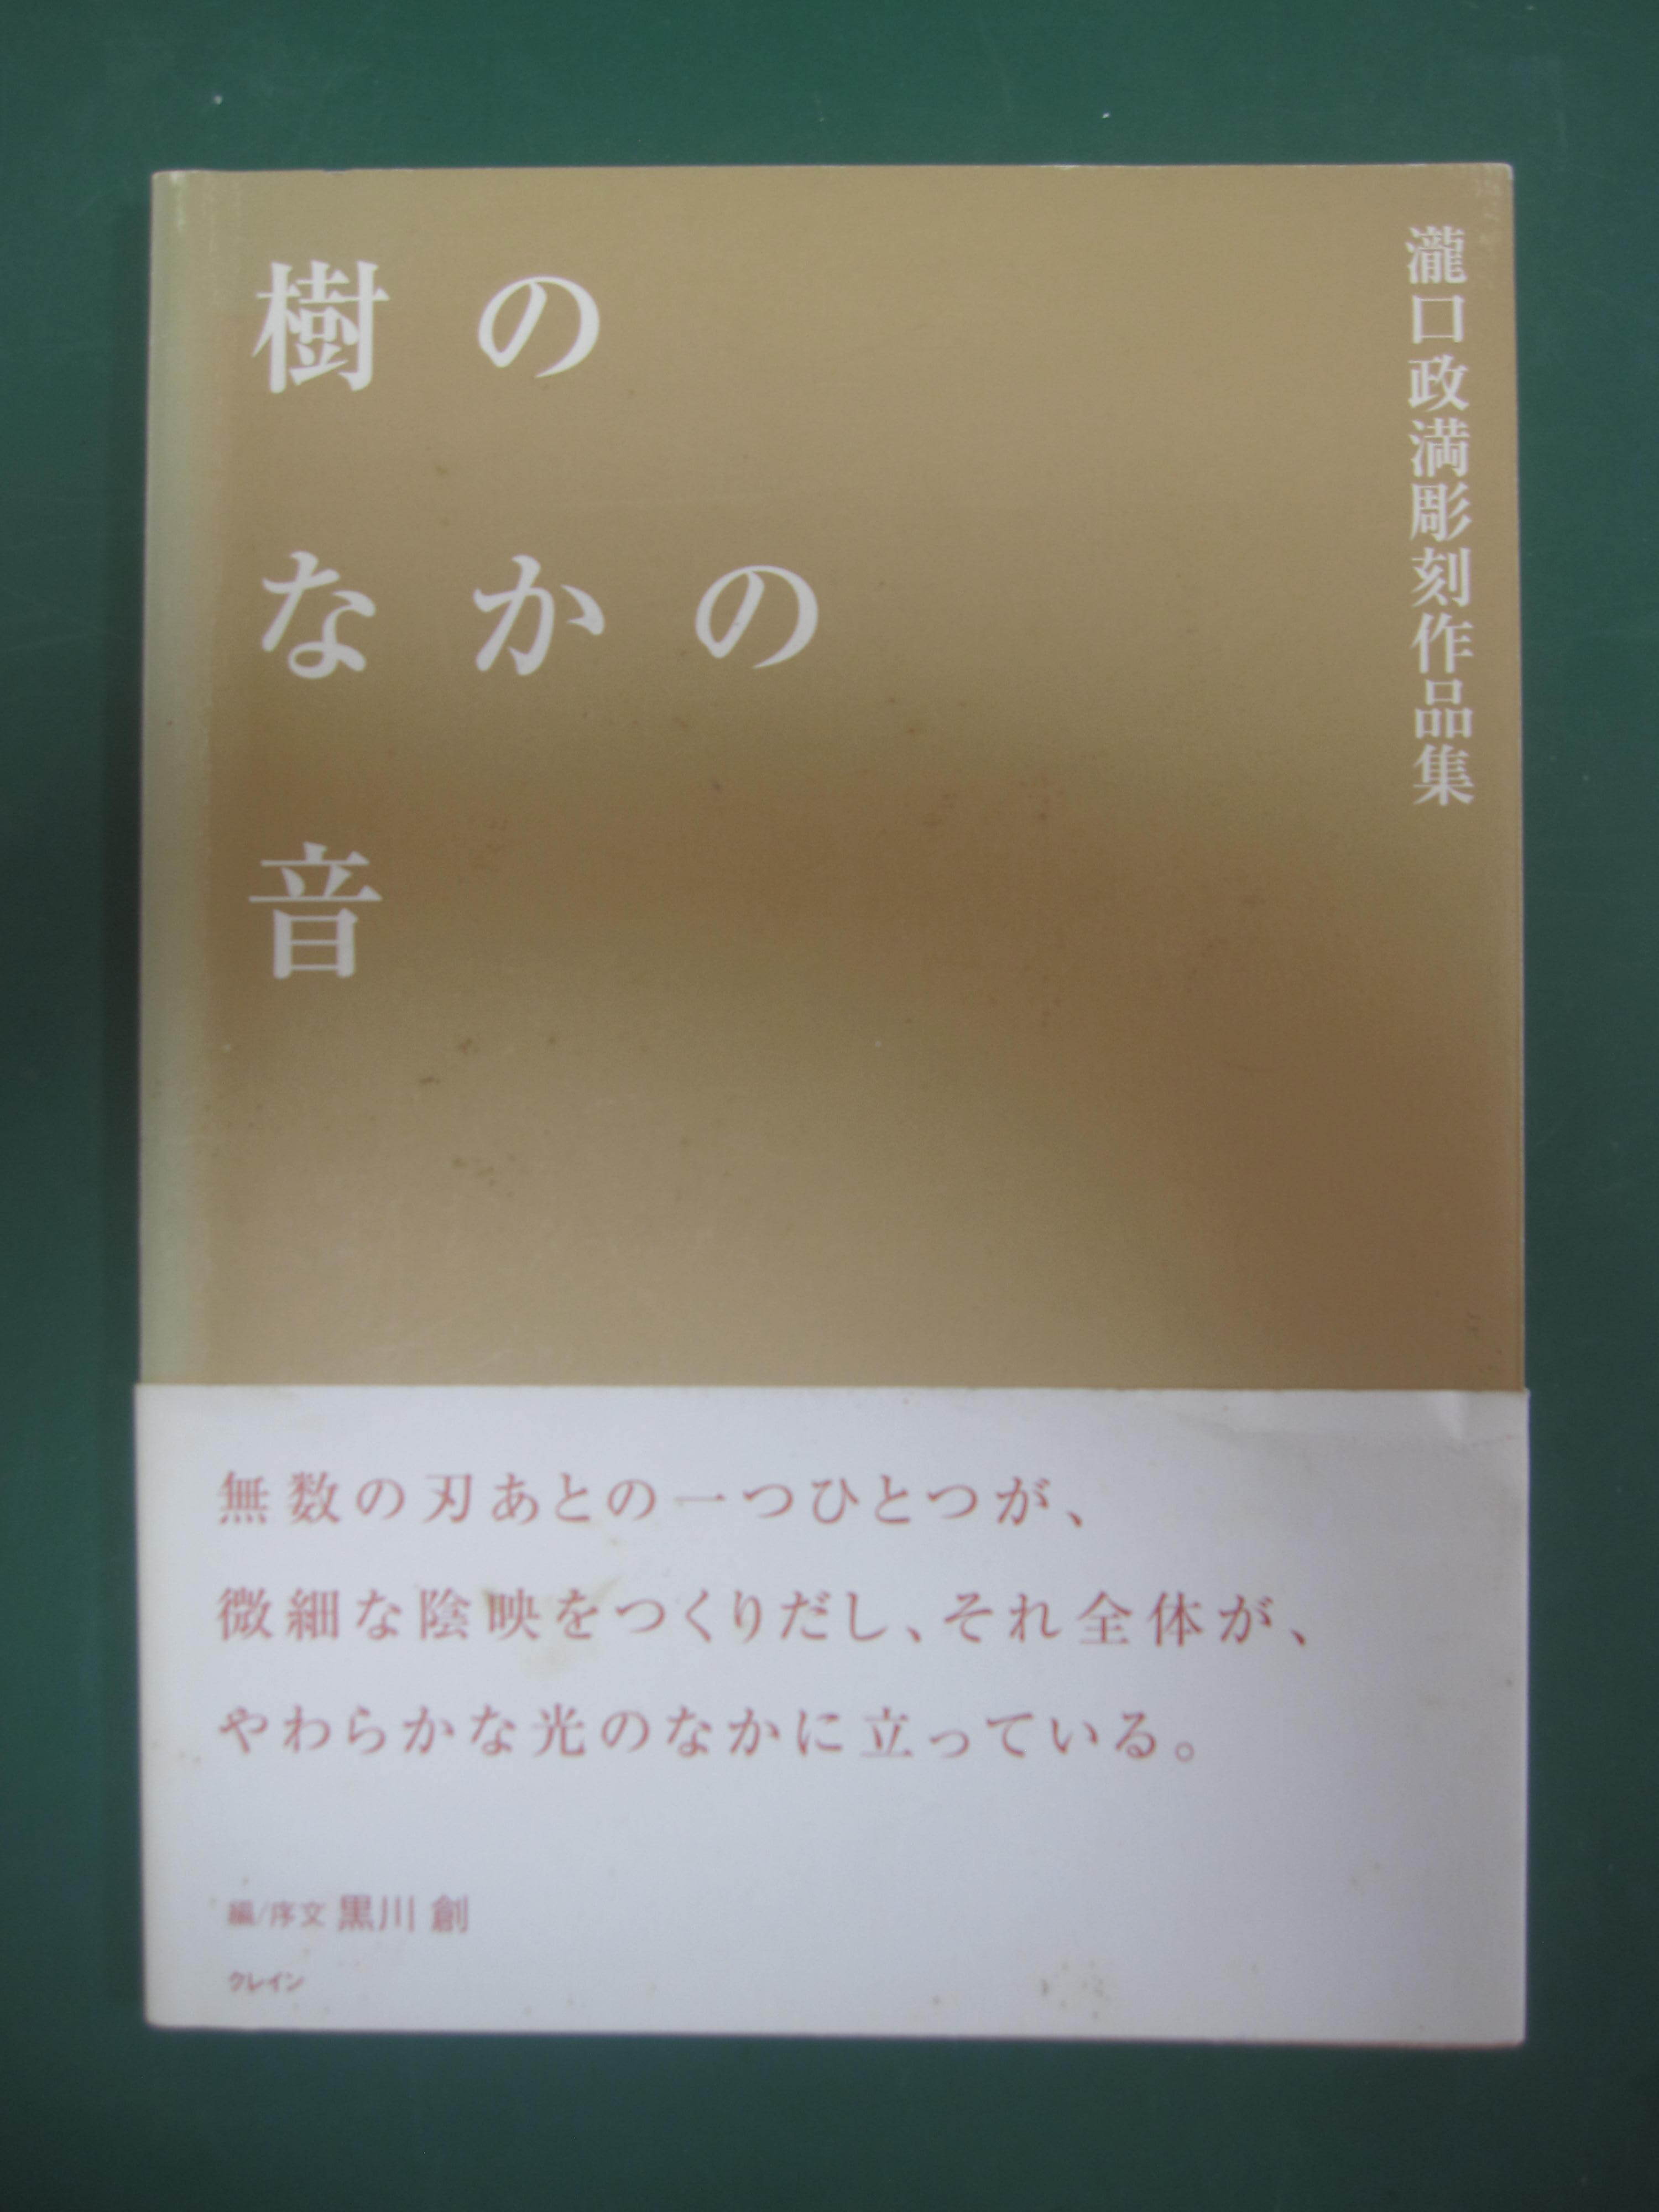 樹の
なかの
音
瀧口政満彫刻作品集
無数の刃あとの一つひとつが、
微細な陰映をつくりだし、それ全体が、
やわらかな光のなかに立っている。
編/序文 黒川 創
クレイン